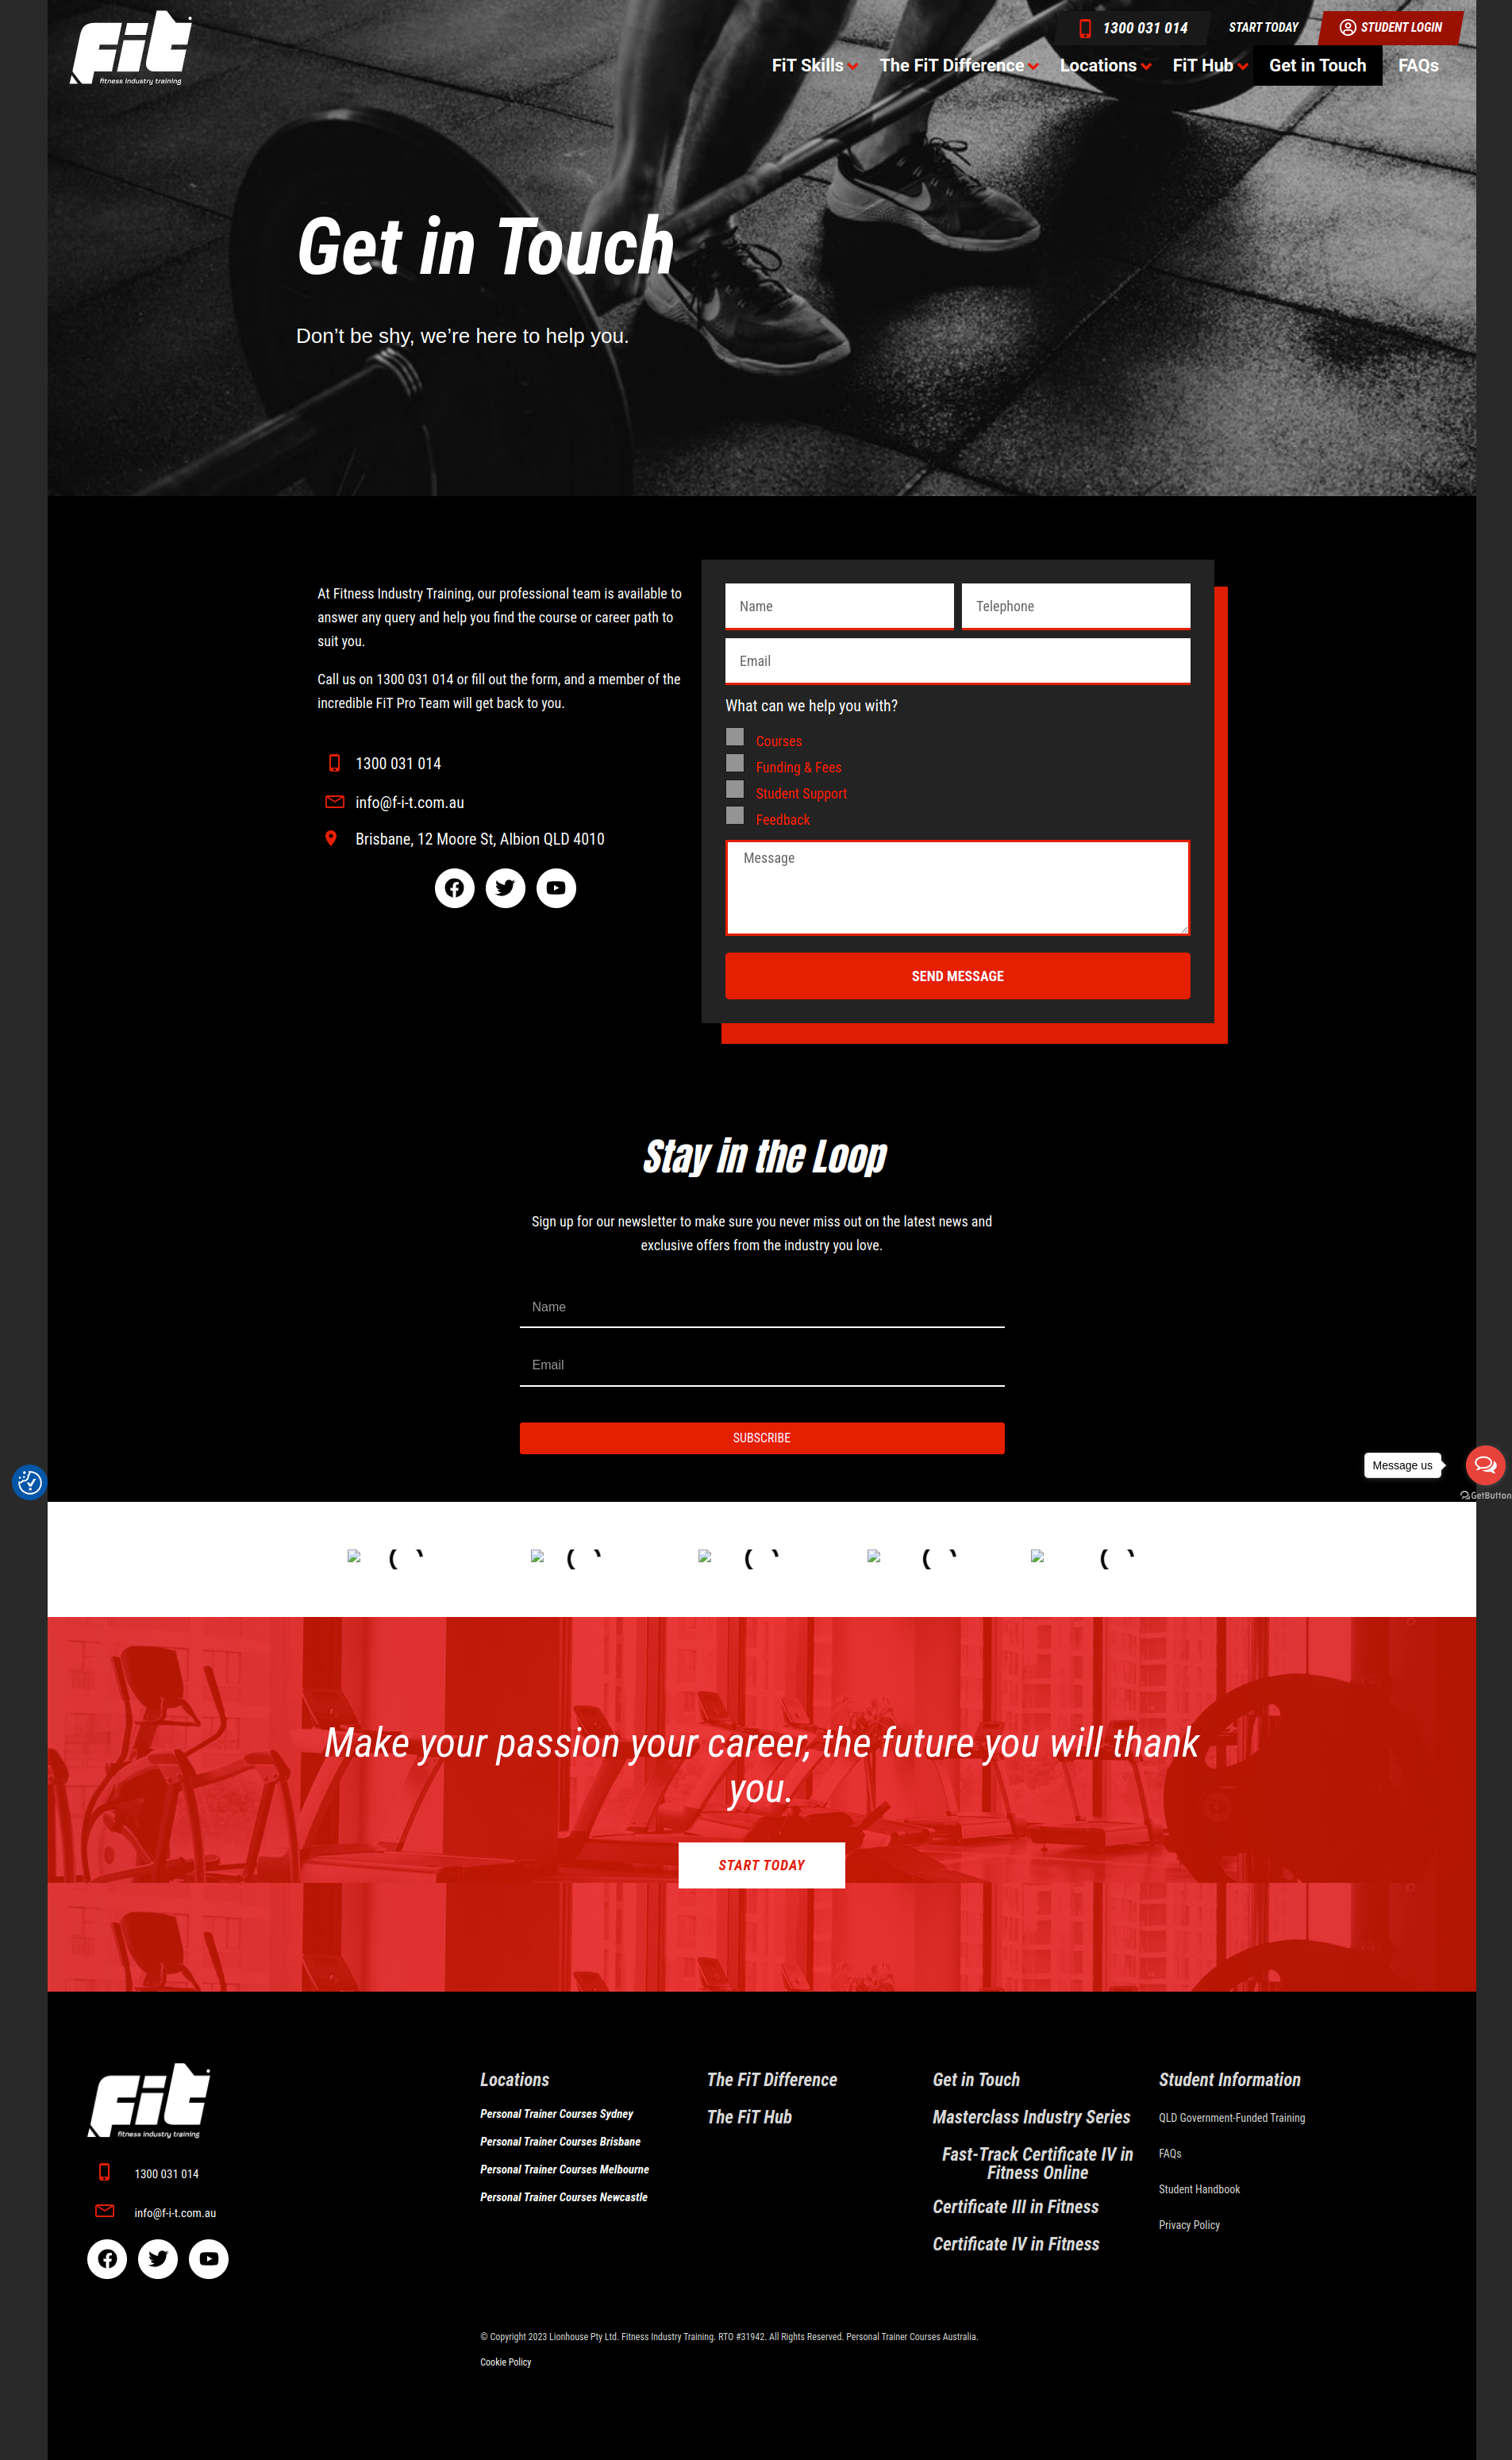 FiT
fitness industry training
1300 031 014
START TODAY
STUDENT LOGIN
FiT Skills
The FiT Difference
Locations
FiT Hub
Get in Touch
FAQs
Get in Touch
Don’t be shy, we’re here to help you.
At Fitness Industry Training, our professional team is available to
answer any query and help you find the course or career path to
suit you.
Call us on 1300 031 014 or fill out the form, and a member of the
incredible FiT Pro Team will get back to you.
1300 031 014
info@f-i-t.com.au
Brisbane, 12 Moore St, Albion QLD 4010
Name
Telephone
Email
What can we help you with?
Courses
Funding & Fees
Student Support
Feedback
Message
SEND MESSAGE
Stay in the Loop
Sign up for our newsletter to make sure you never miss out on the latest news and
exclusive offers from the industry you love.
Name
Email
SUBSCRIBE
Message us
GetButton
Make your passion your career, the future you will thank
you.
START TODAY
FiT
fitness industry training
1300 031 014
info@f-i-t.com.au
Locations
Personal Trainer Courses Sydney
Personal Trainer Courses Brisbane
Personal Trainer Courses Melbourne
Personal Trainer Courses Newcastle
The FiT Difference
The FiT Hub
Get in Touch
Masterclass Industry Series
Fast-Track Certificate IV in
Fitness Online
Certificate III in Fitness
Certificate IV in Fitness
Student Information
QLD Government-Funded Training
FAQs
Student Handbook
Privacy Policy
© Copyright 2023 Lionhouse Pty Ltd. Fitness Industry Training. RTO #31942. All Rights Reserved. Personal Trainer Courses Australia.
Cookie Policy